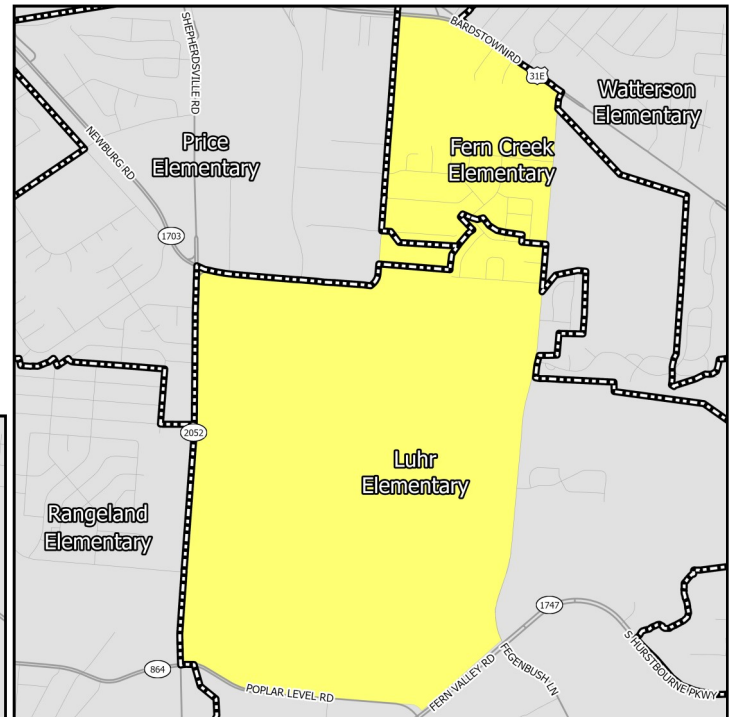 SHEPHERDSVILLE RD
BARDSTOWN RD
31E
Watterson
Elementary
Price
Elementary
Fern Creek
Elementary
NEWBURG RD
1703
2052
Luhr
Elementary
Rangeland
Elementary
1747
864
POPLAR LEVEL RD
FERN VALLEY RD
FEGENBUSH LN
S HURSTBOURNE PKWY